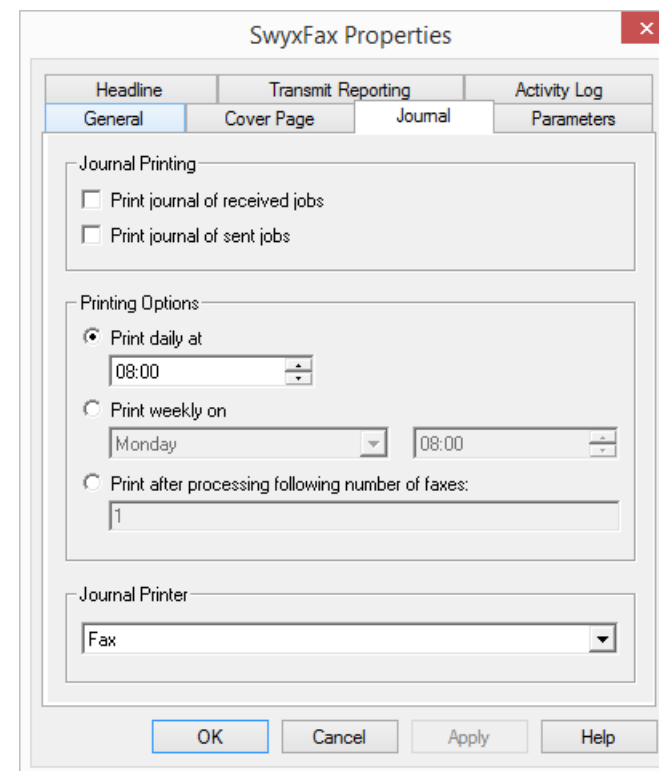 SwyxFax Properties
Headline Transmit Reporting Activity Log
General Cover Page Journal Parameters
Journal Printing
Print journal of received jobs
Print journal of sent jobs
Printing Options
Print daily at
08:00
Print weekly on
Monday 08:00
Print after processing following number of faxes:
1
Journal Printer
Fax
OK Cancel Apply Help